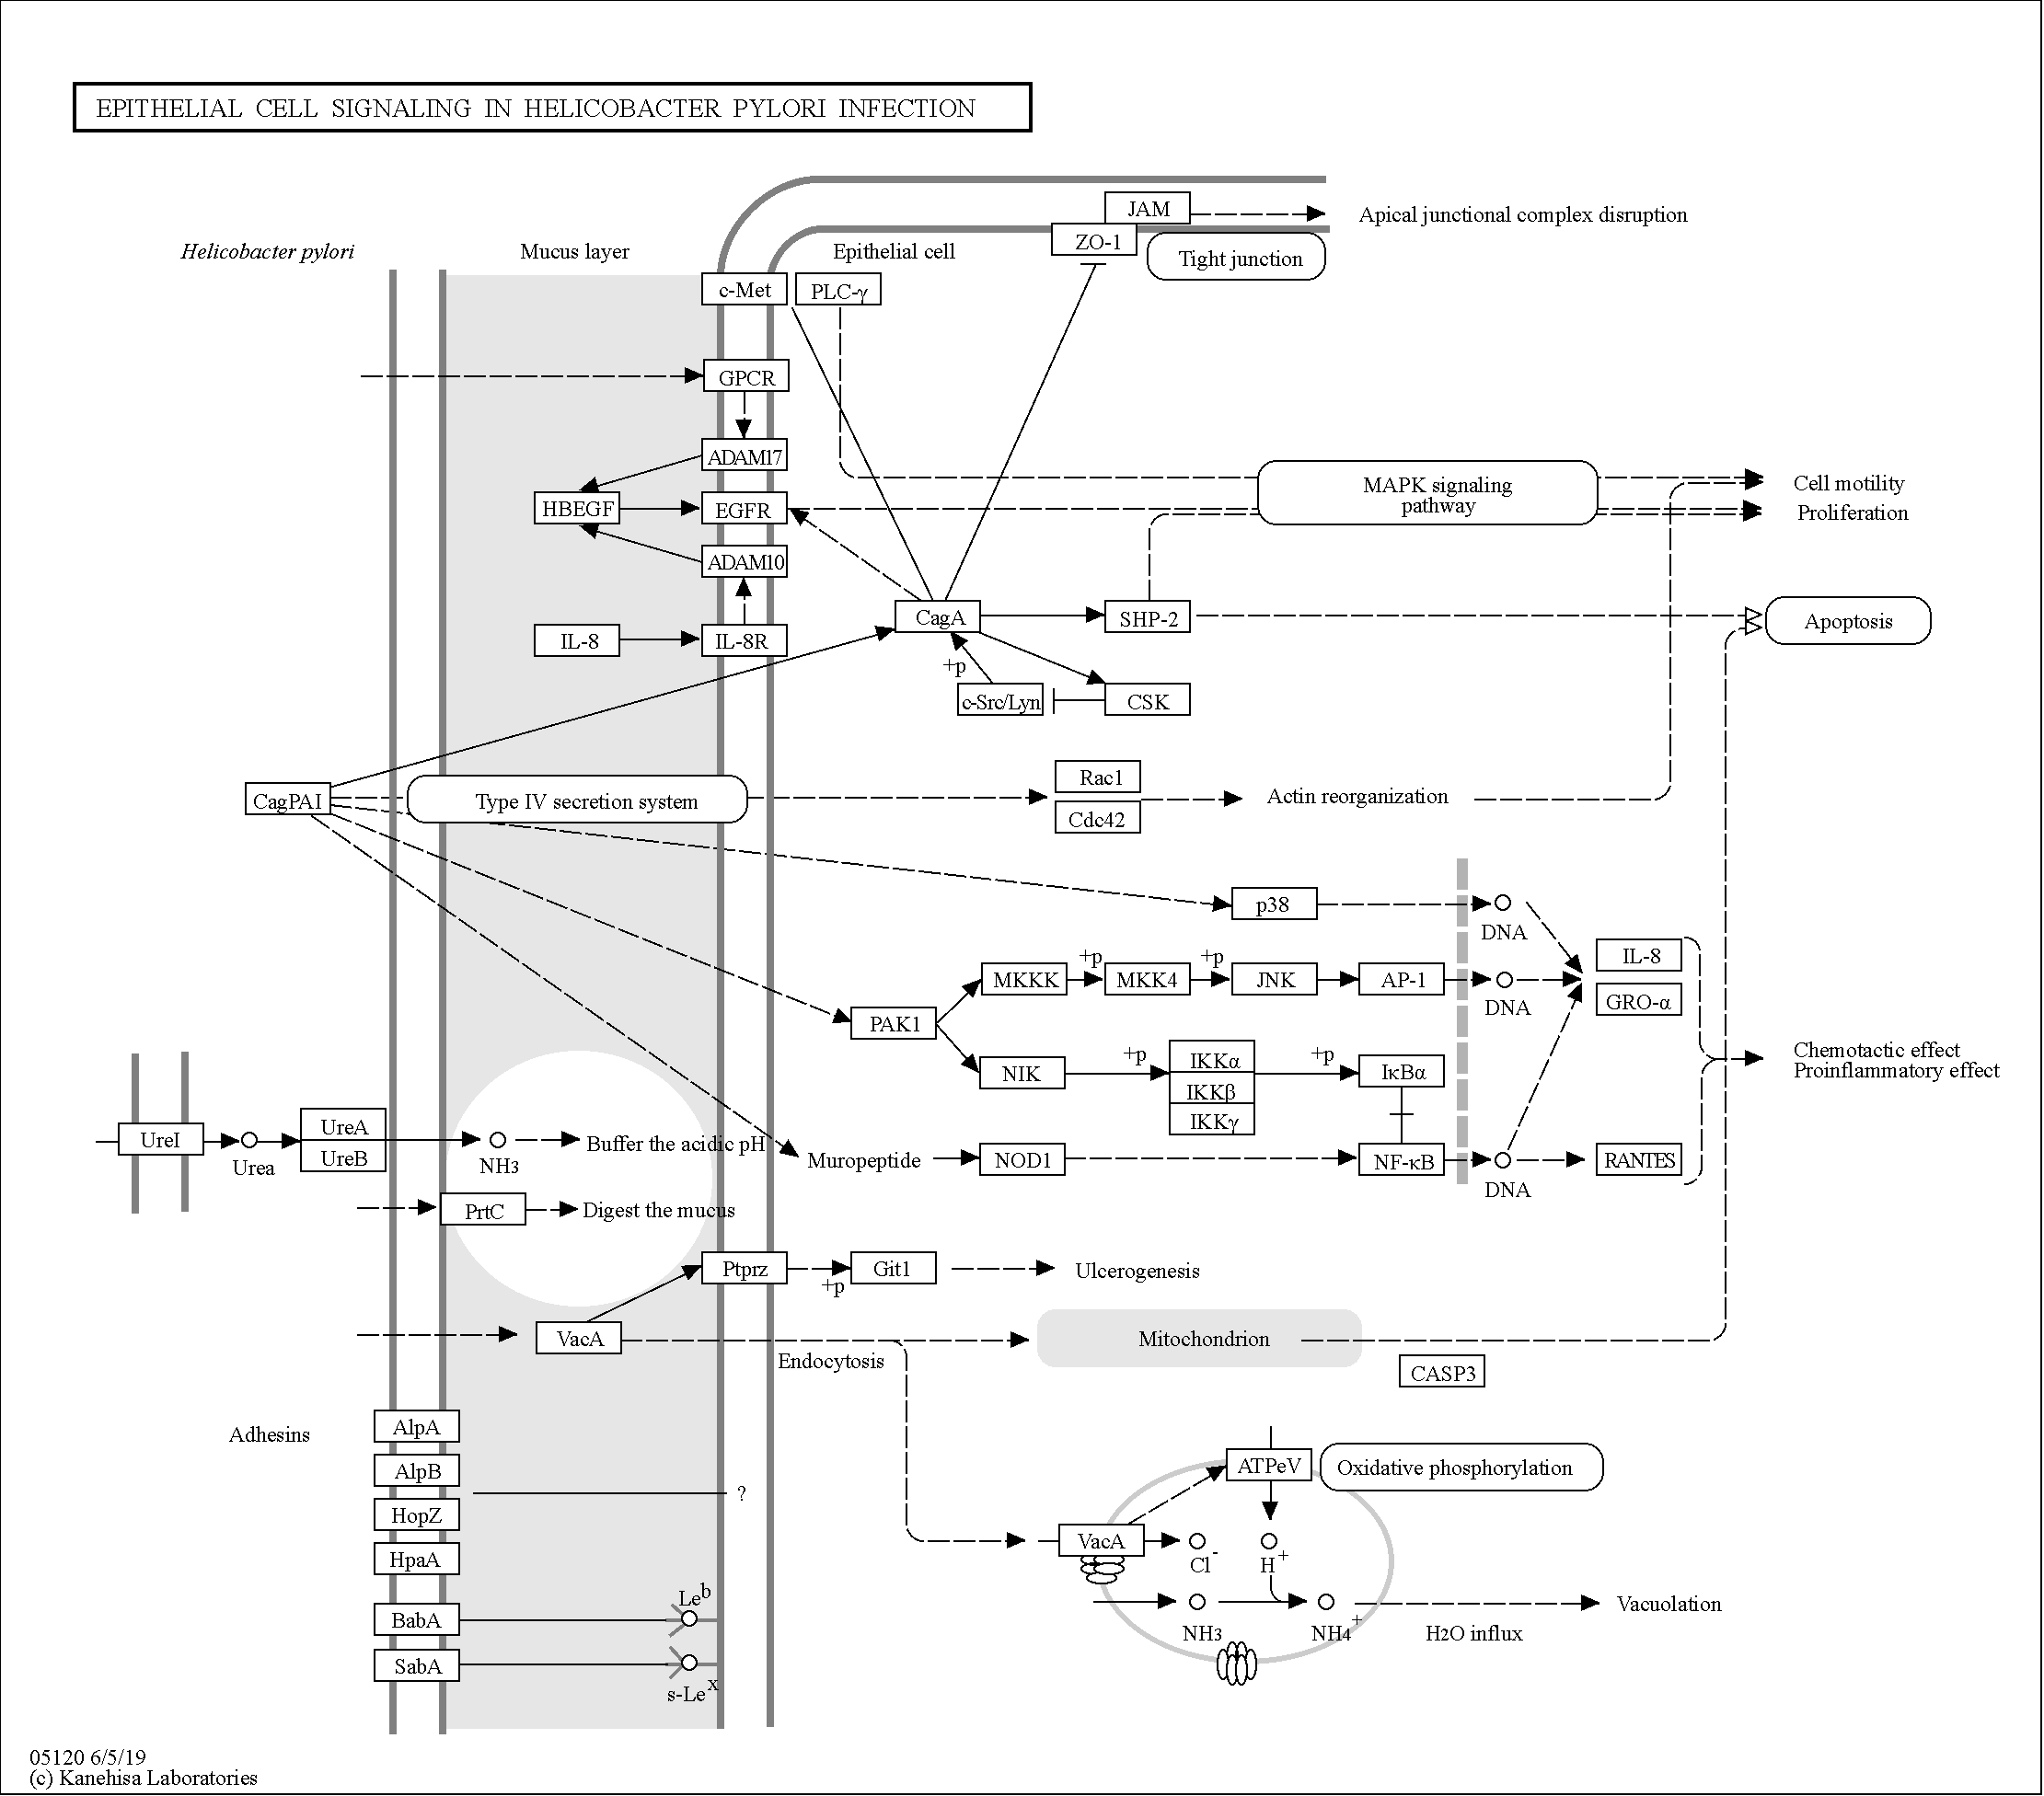 EPITHELIAL CELL SIGNALING IN HELICOBACTER PYLORI INFECTION
JAM
Apical junctional complex disruption
Helicobacter pylori
Mucus layer
Epithelial cell
ZO-1
Tight junction
c-Met
PLC-γ
GPCR
ADAM17
HBEGF
EGFR
MAPK signaling
pathway
Cell motility
Proliferation
ADAM10
IL-8
IL-8R
CagA
SHP-2
Apoptosis
+p
c-Src/Lyn
CSK
CagPAI
Type IV secretion system
Rac1
Cdc42
Actin reorganization
p38
DNA
IL-8
GRO-α
MKKK
+p
MKK4
+p
JNK
AP-1
DNA
PAK1
NIK
+p
IKKα
IKKβ
IKKγ
+p
IκBα
Chemotactic effect
Proinflammatory effect
UreI
Urea
UreA
UreB
NH3
Buffer the acidic pH
Muropeptide
NOD1
NF-κB
DNA
RANTES
PrtC
Digest the mucus
Ptprz
+p
Git1
Ulcerogenesis
VacA
Endocytosis
Mitochondrion
CASP3
Adhesins
AlpA
AlpB
HopZ
HpaA
?
BabA
Le b
SabA
s-Le x
ATPeV
Oxidative phosphorylation
VacA
Cl -
H +
NH3
NH4 +
H2O influx
Vacuolation
05120 6/5/19
(c) Kanehisa Laboratories